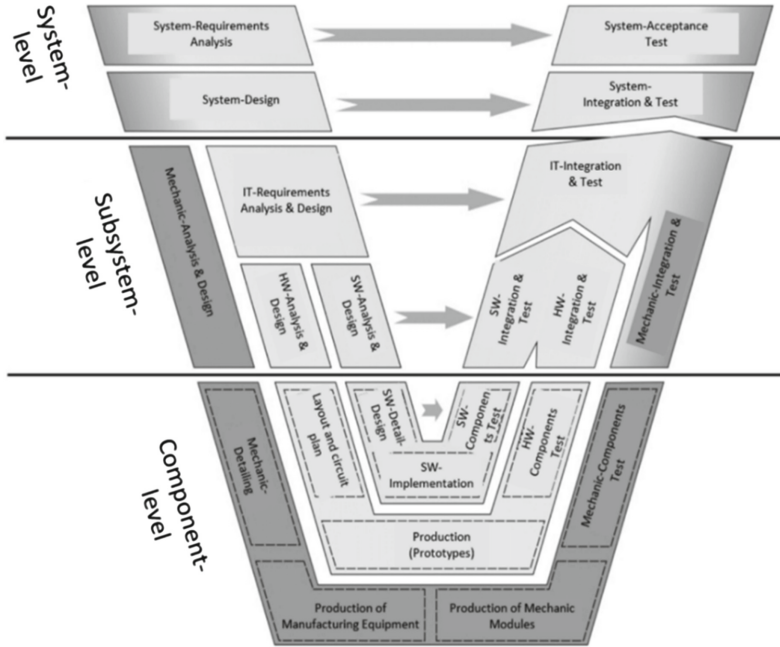 System-
level
System-Requirements
Analysis
System-Acceptance
Test
System-Design
System-
Integration & Test
Subsystem-
level
Mechanic-Analysis & Design
IT-Requirements
Analysis & Design
IT-Integration
& Test
HW-Analysis &
Design
SW-Analysis &
Design
SW-
Integration &
Test
HW-
Integration &
Test
Mechanic-Integration &
Test
Component-
level
Mechanic-
Detailing
Layout and circuit
plan
SW-Detail-
Design
SW-
Componen
ts Test
HW-
Components
Test
Mechanic-Components
Test
SW-
Implementation
Production
(Prototypes)
Production of
Manufacturing Equipment
Production of Mechanic
Modules